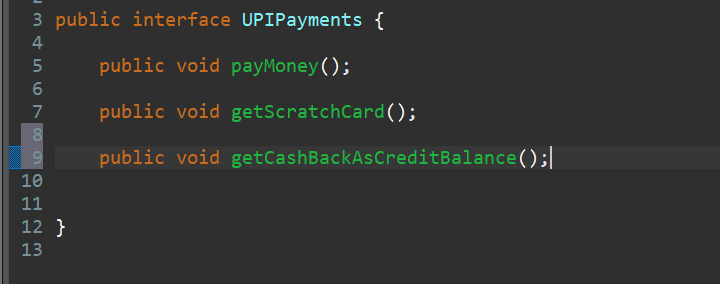 3 public interface UPIPayments {
4
5 public void payMoney();
6
7 public void getScratchCard();
8
9 public void getCashBackAsCreditBalance();
10
11
12 }
13